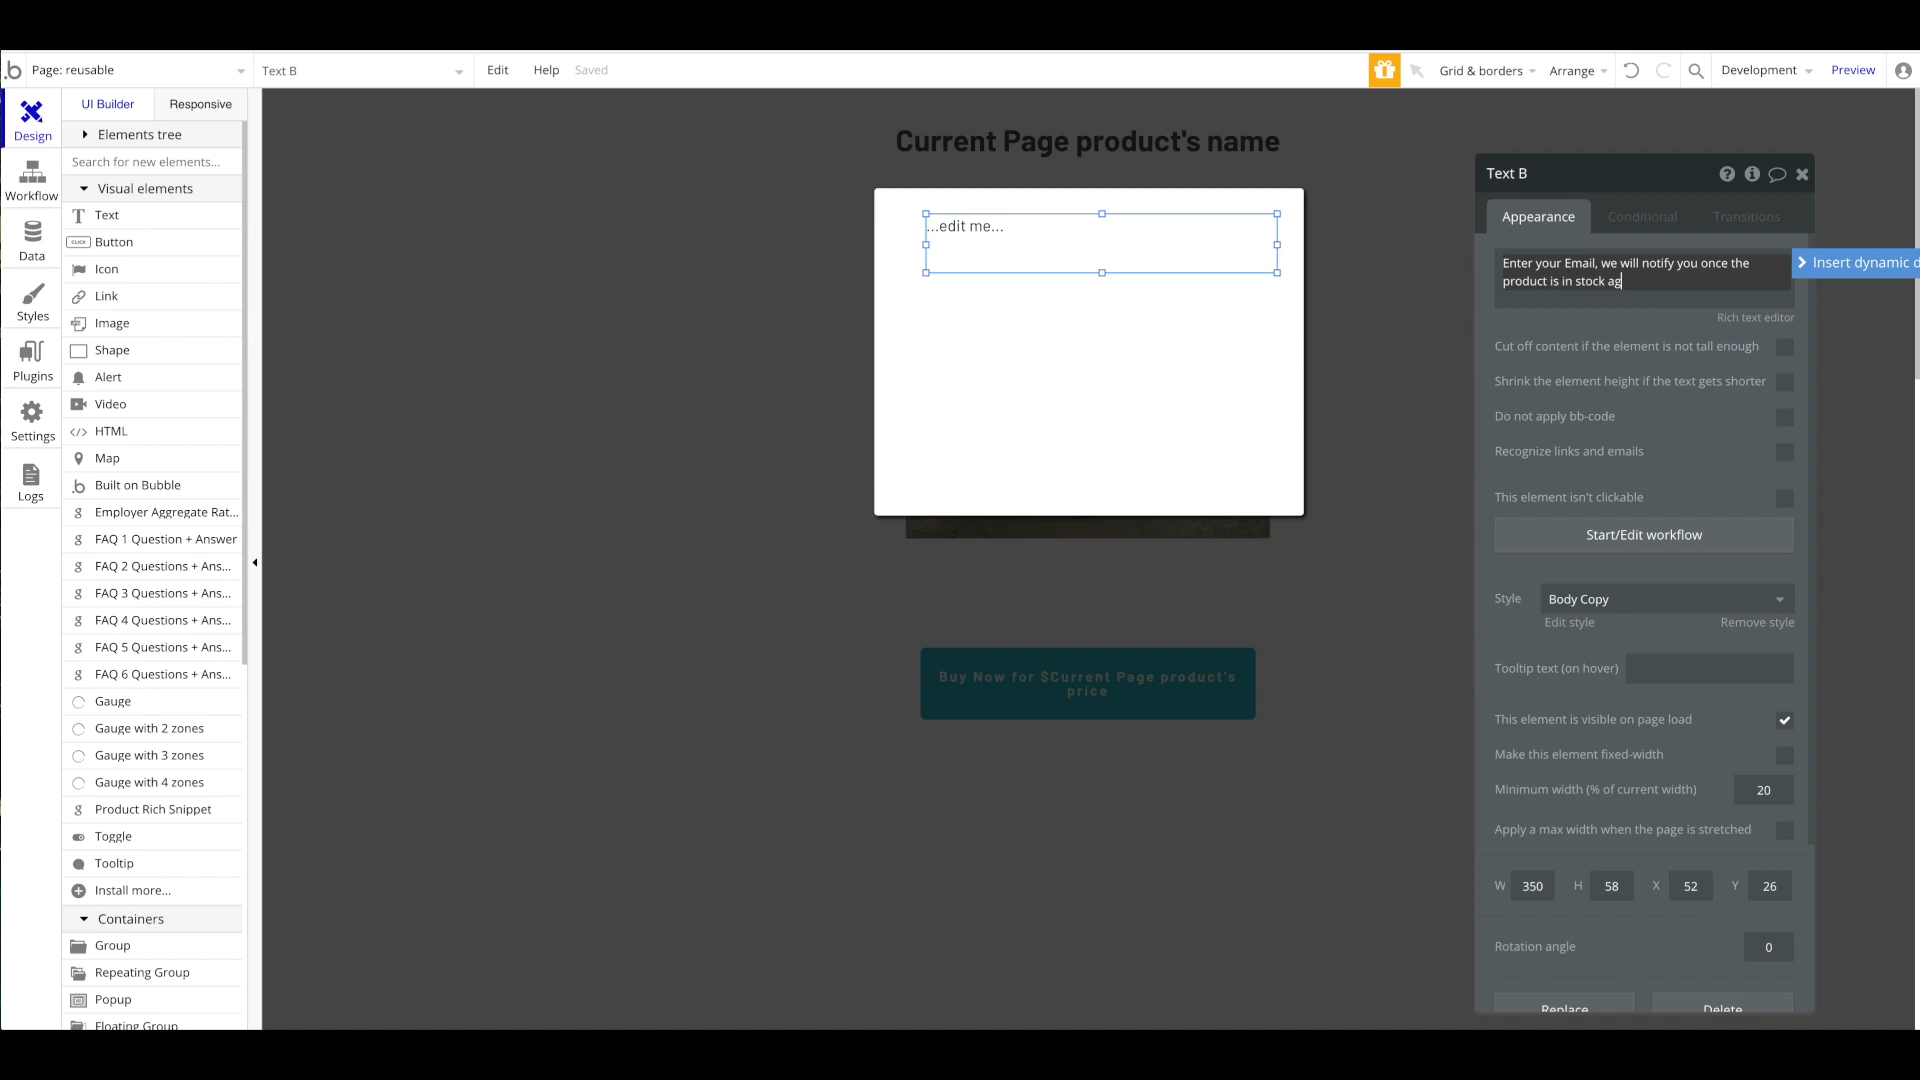 Page: reusable
Text B
Edit
Help
Saved
Grid & borders
Arrange
Development
Preview
UI Builder
Responsive
Design
Workflow
Data
Styles
Plugins
Settings
Logs
Elements tree
Search for new elements...
Visual elements
Text
Button
CLICK
Icon
Link
Image
Shape
Alert
Video
HTML
Map
Built on Bubble
Employer Aggregate Rat...
FAQ 1 Question + Answer
FAQ 2 Questions + Ans...
FAQ 3 Questions + Ans...
FAQ 4 Questions + Ans...
FAQ 5 Questions + Ans...
FAQ 6 Questions + Ans...
Gauge
Gauge with 2 zones
Gauge with 3 zones
Gauge with 4 zones
Product Rich Snippet
Toggle
Tooltip
Install more...
Containers
Group
Repeating Group
Popup
Floating Group
Current Page product's name
...edit me...
Buy Now for $Current Page product's
price
Text B
Appearance
Conditional
Transitions
Enter your Email, we will notify you once the
product is in stock ag
Insert dynamic d
Rich text editor
Cut off content if the element is not tall enough
Shrink the element height if the text gets shorter
Do not apply bb-code
Recognize links and emails
This element isn't clickable
Start/Edit workflow
Style
Body Copy
Edit style
Remove style
Tooltip text (on hover)
This element is visible on page load
Make this element fixed-width
Minimum width (% of current width)
20
Apply a max width when the page is stretched
W 350 H 58 X 52 Y 26
Rotation angle
0
Replace
Delete